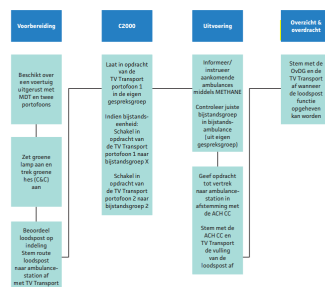 Voorbereiding
Beschikt over
een voertuig
uitgerust met
MDT en twee
portofoons
Zet groene
lamp aan en
trek groene
hes (C&C)
aan
Beoordeel
loodspost op
indeling
Stem route
loodspost
naar ambulance-
station af
met TV Transport
C2000
Laat in opdracht
van de
TV Transport
portofoon 1
in de eigen
gespreksgroep
Indien bijstands-
eenheid:
Schakel in
opdracht van
de TV Transport
portofoon 1 naar
bijstandsgroep X
Schakel in
opdracht van
de TV Transport
portofoon 2 naar
bijstandsgroep 2
Uitvoering
Informeer/
instrueer
aankomende
ambulances
middels METHANE
Controleer juiste
bijstandsgroep
in bijstands-
ambulance
(uit eigen
gespreksgroep)
Geef opdracht
tot vertrek
naar ambulance-
station in
afstemming met
de ACH CC
Stem met de
ACH CC en
TV Transport
de vulling
van de
loodspost af
Overzicht &
overdracht
Stem met de
OvDG en de
TV Transport
af wanneer
de loodspost
functie
opgeheven
kan worden